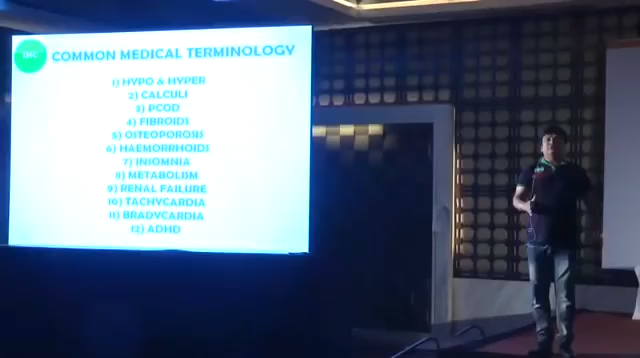 IMC
COMMON MEDICAL TERMINOLOGY
1) HYPO & HYPER
2) CALCULI
3) PCOD
4) FIBROIDS
5) OSTEOPOROSIS
6) HAEMORRHOIDS
7) INSOMNIA
8) METABOLISM
9) RENAL FAILURE
10) TACHYCARDIA
11) BRADYCARDIA
12) ADHD